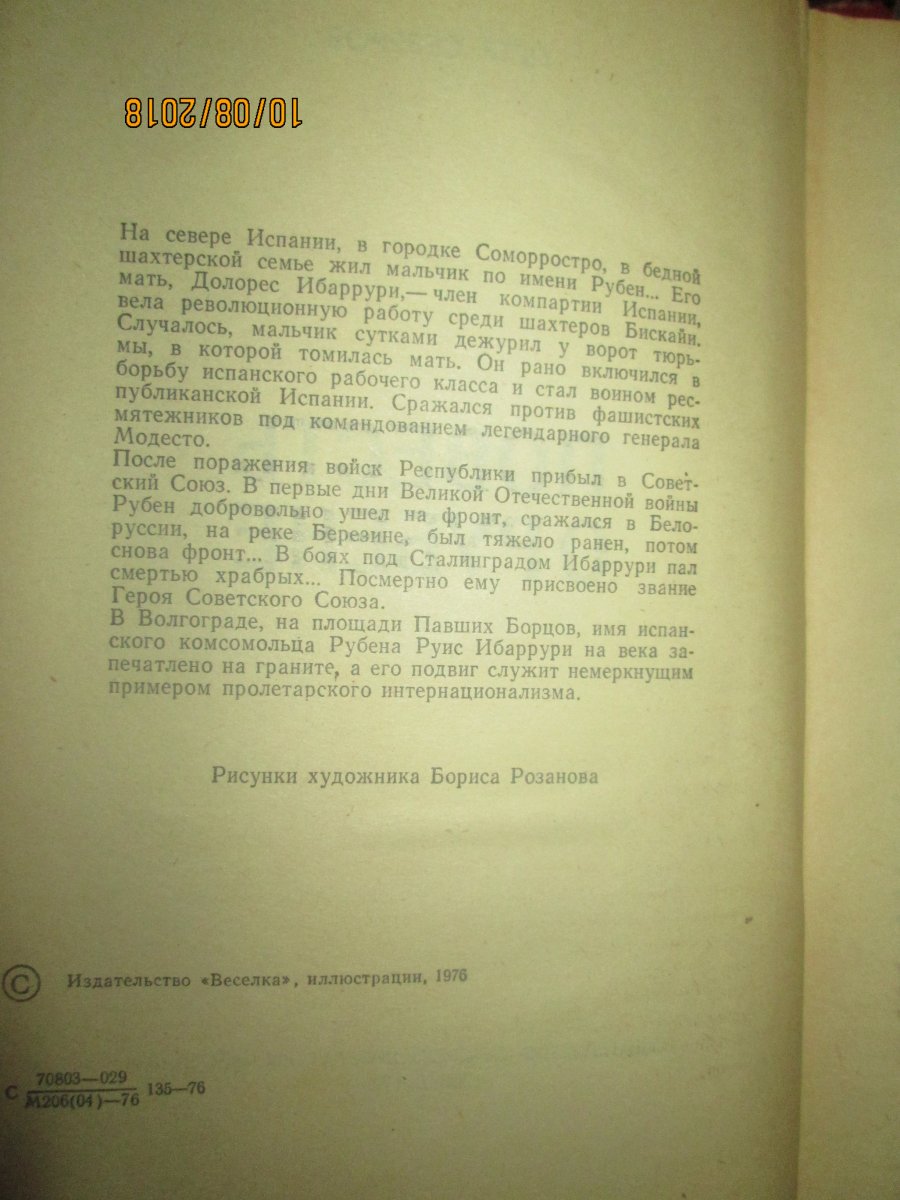 10/08/2018
На севере Испании, в городке Соморростро, в бедной
шахтерской семье жил мальчик по имени Рубен... Его
мать, Долорес Ибаррури,— член компартии Испании,
вела революционную работу среди шахтеров Бискайи.
Случалось, мальчик сутками дежурил у ворот тюрь-
мы, в которой томилась мать. Он рано включился в
борьбу испанского рабочего класса и стал воином рес-
публиканской Испании. Сражался против фашистских
мятежников под командованием легендарного генерала
Модесто.
После поражения войск Республики прибыл в Совет-
ский Союз. В первые дни Великой Отечественной войны
Рубен добровольно ушел на фронт, сражался в Бело-
руссии, на реке Березине, был тяжело ранен, потом
снова фронт... В боях под Сталинградом Ибаррури пал
смертью храбрых... Посмертно ему присвоено звание
Героя Советского Союза.
В Волгограде, на площади Павших Борцов, имя испан-
ского комсомольца Рубена Руис Ибаррури на века за-
печатлено на граните, а его подвиг служит немеркнущим
примером пролетарского интернационализма.
Рисунки художника Бориса Розанова
© Издательство «Веселка», иллюстрации, 1976
С 70803—029 135—76
М206(04)—76